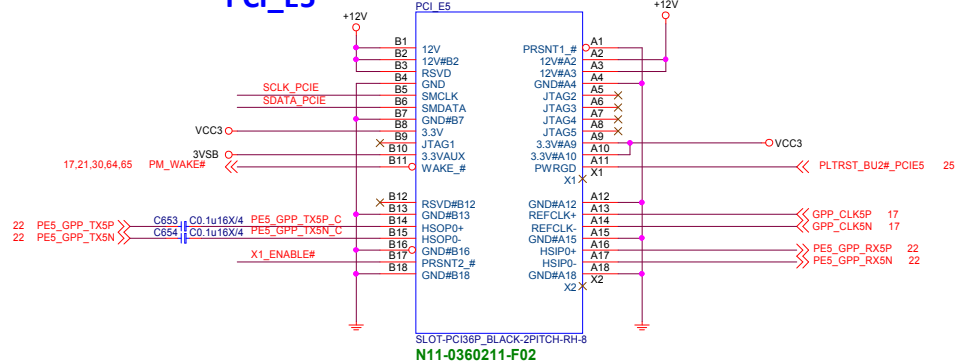 PCI_E5
PCI_E5
+12V
+12V
B1 12V PRSNT1_# A1
B2 12V#B2 12V#A2 A2
B3 RSVD 12V#A3 A3
B4 GND GND#A4 A4
SCLK_PCIE B5 SMCLK JTAG2 A5
SDATA_PCIE B6 SMDATA JTAG3 A6
B7 GND#B7 JTAG4 A7
VCC3 B8 3.3V JTAG5 A8
B9 JTAG1 3.3V#A9 A9 VCC3
3VSB B10 3.3VAUX 3.3V#A10 A10
17,21,30,64,65 PM_WAKE# B11 WAKE_# PWRGD A11 PLTRST_BU2#_PCIE5 25
X1 X1
B12 RSVD#B12 GND#A12 A12
B13 GND#B13 REFCLK+ A13 GPP_CLK5P 17
22 PE5_GPP_TX5P C653 C0.1u16X/4 PE5_GPP_TX5P_C B14 HSOP0+ REFCLK- A14 GPP_CLK5N 17
22 PE5_GPP_TX5N C654 C0.1u16X/4 PE5_GPP_TX5N_C B15 HSOP0- GND#A15 A15
B16 GND#B16 HSIP0+ A16 PE5_GPP_RX5P 22
X1_ENABLE# B17 PRSNT2_# HSIP0- A17 PE5_GPP_RX5N 22
B18 GND#B18 GND#A18 A18
X2 X2
SLOT-PCI36P_BLACK-2PITCH-RH-8
N11-0360211-F02